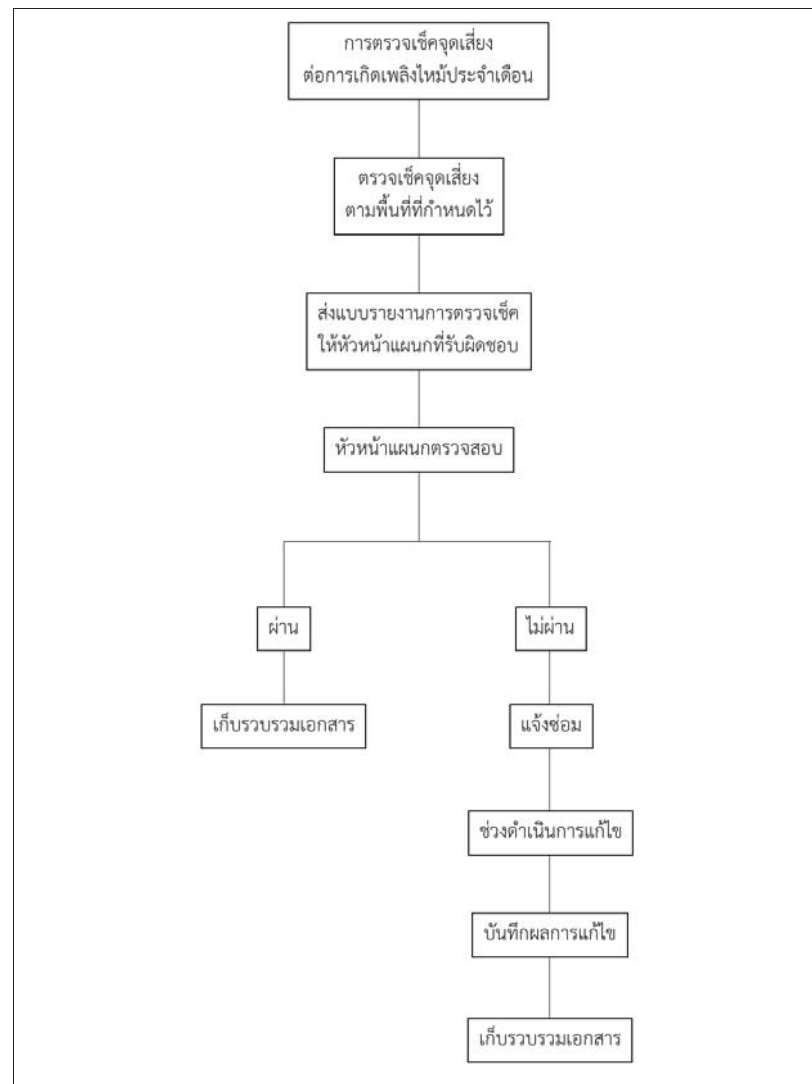 การตรวจเช็คจุดเสี่ยง
ต่อการเกิดเพลิงไหม้ประจำเดือน
ตรวจเช็คจุดเสี่ยง
ตามพื้นที่ที่กำหนดไว้
ส่งแบบรายงานการตรวจเช็ค
ให้หัวหน้าแผนกที่รับผิดชอบ
หัวหน้าแผนกตรวจสอบ
ผ่าน
ไม่ผ่าน
เก็บรวบรวมเอกสาร
แจ้งซ่อม
ช่วงดำเนินการแก้ไข
บันทึกผลการแก้ไข
เก็บรวบรวมเอกสาร